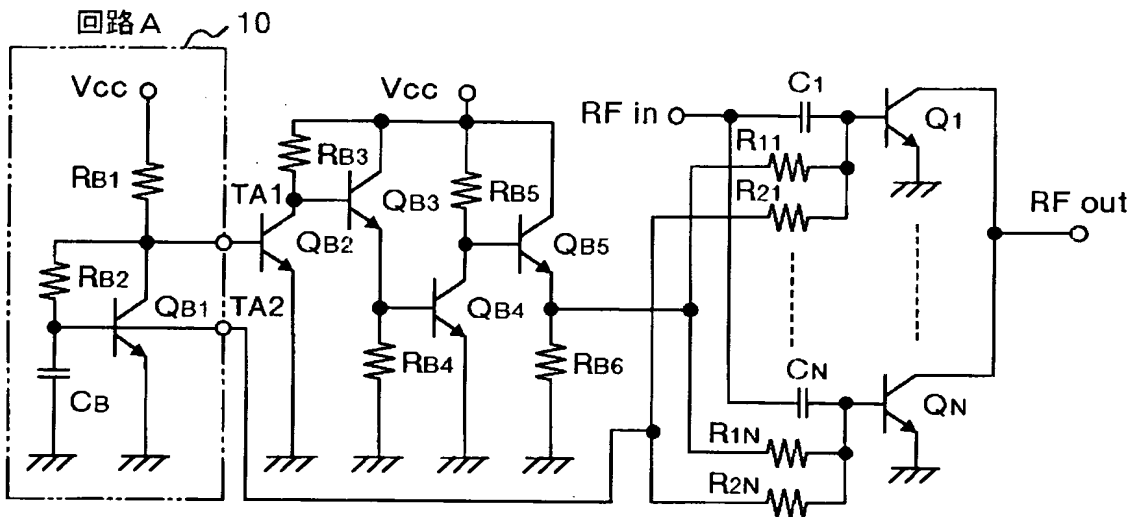 回路A 10
Vcc
Vcc
RF in
C1
Q1
R11
R21
RB1
RB3
QB3
RB5
TA1
QB2
QB5
RF out
RB2
QB1
TA2
QB4
RB4
RB6
CB
CN
QN
R1N
R2N